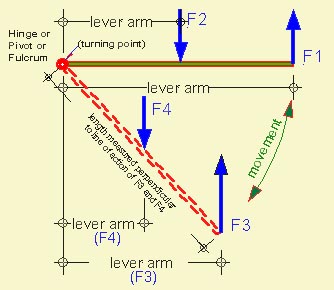 lever arm
F2
Hinge or
Pivot or
Fulcrum
(turning point)
F1
lever arm
F4
length measured perpendicular
to line of action of F3 and F4
movement
F3
lever arm
(F4)
lever arm
(F3)